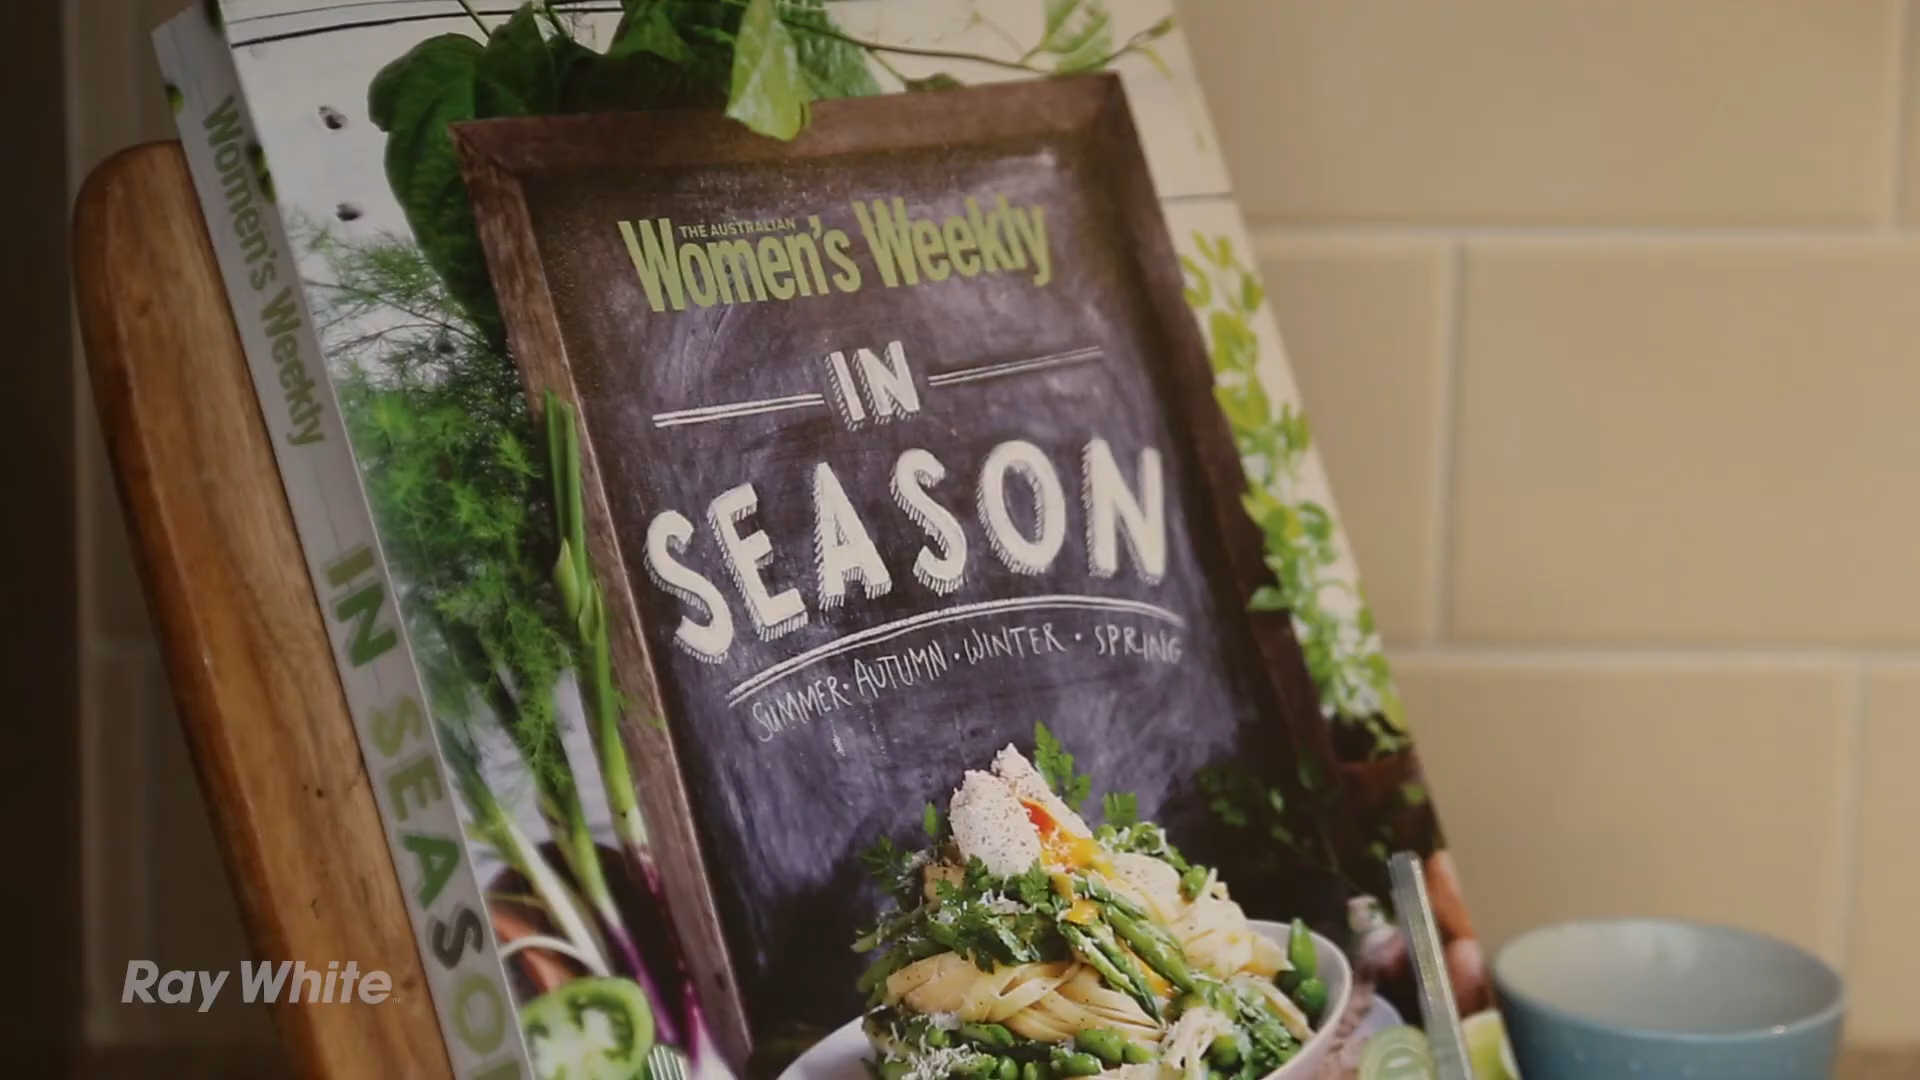 Women's Weekly
IN SEASON
THE AUSTRALIAN
Women's Weekly
IN
SEASON
SUMMER · AUTUMN · WINTER · SPRING
Ray White